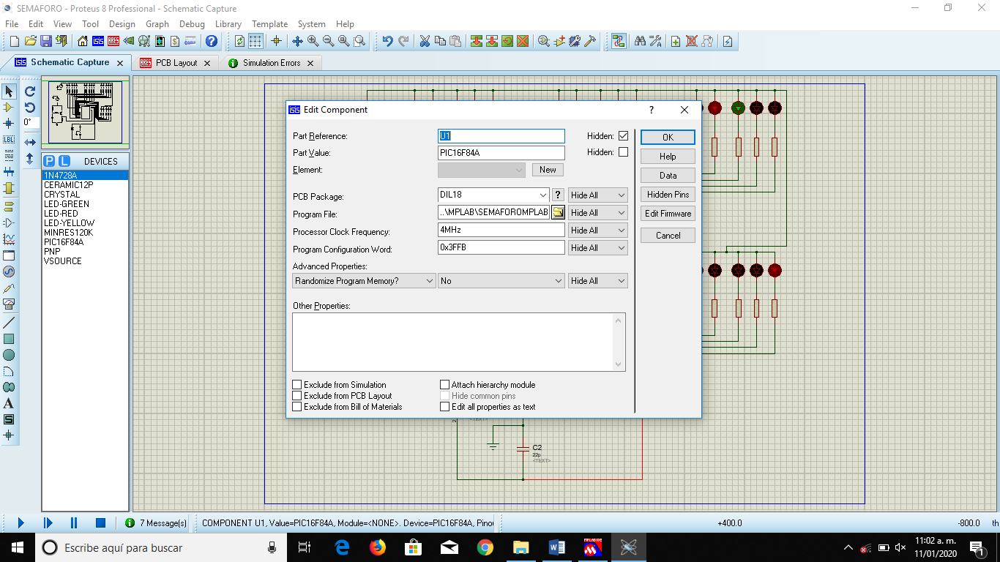 SEMAFORO - Proteus 8 Professional - Schematic Capture
File Edit View Tool Design Graph Debug Library Template System Help
Schematic Capture PCB Layout Simulation Errors
Edit Component
Part Reference: U1 Hidden: OK
Part Value: PIC16F84A Hidden: Help
Element: New Data
PCB Package: DIL18 ? Hide All Hidden Pins
Program File: ..\MPLAB\SEMAFOROMPLAB Hide All Edit Firmware
Processor Clock Frequency: 4MHz Hide All Cancel
Program Configuration Word: 0x3FFB Hide All
Advanced Properties:
Randomize Program Memory? No Hide All
Other Properties:
Exclude from Simulation Attach hierarchy module
Exclude from PCB Layout Hide common pins
Exclude from Bill of Materials Edit all properties as text
0°
LBL
A
S
P L DEVICES
1N4728A
CERAMIC12P
CRYSTAL
LED-GREEN
LED-RED
LED-YELLOW
MINRES120K
PIC16F84A
PNP
VSOURCE
<TEXT>
C2
22p
<TEXT>
7 Message(s) COMPONENT U1, Value=PIC16F84A, Module=<NONE>. Device=PIC16F84A, Pinou +400.0 -800.0 th
Escribe aquí para buscar
11:02 a. m.
11/01/2020
1